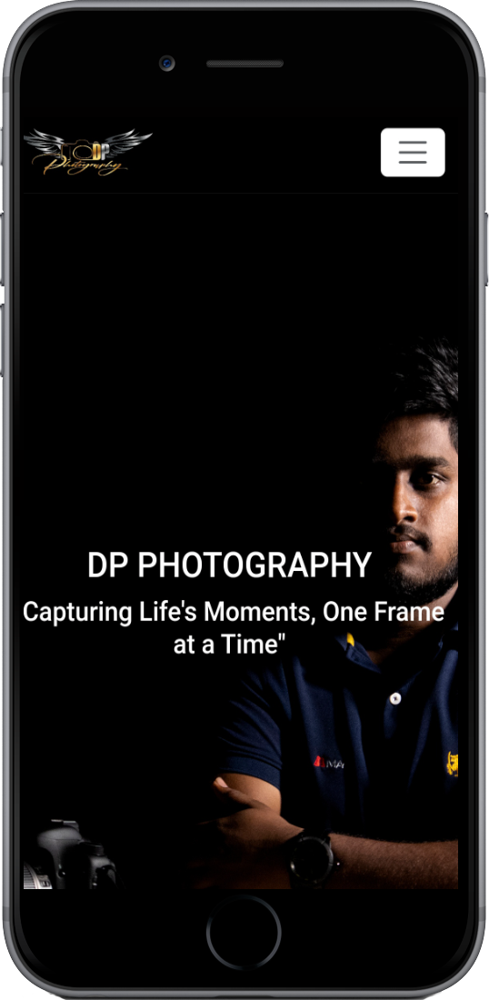 DP
Photography
DP PHOTOGRAPHY
Capturing Life's Moments, One Frame
at a Time"